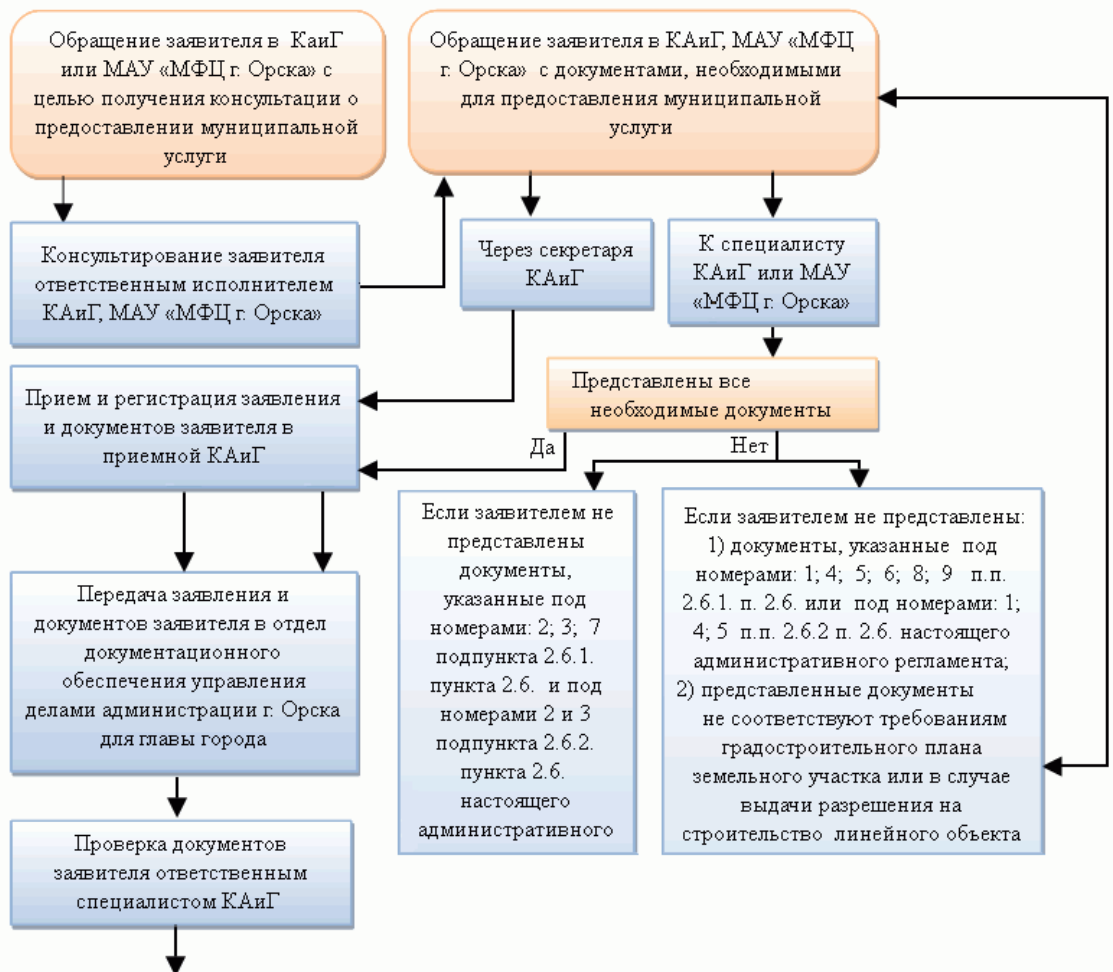 Обращение заявителя в КаиГ
или МАУ «МФЦ г. Орска» с
целью получения консультации о
предоставлении муниципальной
услуги
Обращение заявителя в КАиГ, МАУ «МФЦ
г. Орска» с документами, необходимыми
для предоставления муниципальной
услуги
Консультирование заявителя
ответственным исполнителем
КАиГ, МАУ «МФЦ г. Орска»
Через секретаря
КАиГ
К специалисту
КАиГ или МАУ
«МФЦ г. Орска»
Прием и регистрация заявления
и документов заявителя в
приемной КАиГ
Представлены все
необходимые документы
Да
Нет
Передача заявления и
документов заявителя в отдел
документационного
обеспечения управления
делами администрации г. Орска
для главы города
Если заявителем не
представлены
документы,
указанные под
номерами: 2; 3; 7
подпункта 2.6.1.
пункта 2.6. и под
номерами 2 и 3
подпункта 2.6.2.
пункта 2.6.
настоящего
административного
Если заявителем не представлены:
1) документы, указанные под
номерами: 1; 4; 5; 6; 8; 9 п.п.
2.6.1. п. 2.6. или под номерами: 1;
4; 5 п.п. 2.6.2 п. 2.6. настоящего
административного регламента;
2) представленные документы
не соответствуют требованиям
градостроительного плана
земельного участка или в случае
выдачи разрешения на
строительство линейного объекта
Проверка документов
заявителя ответственным
специалистом КАиГ